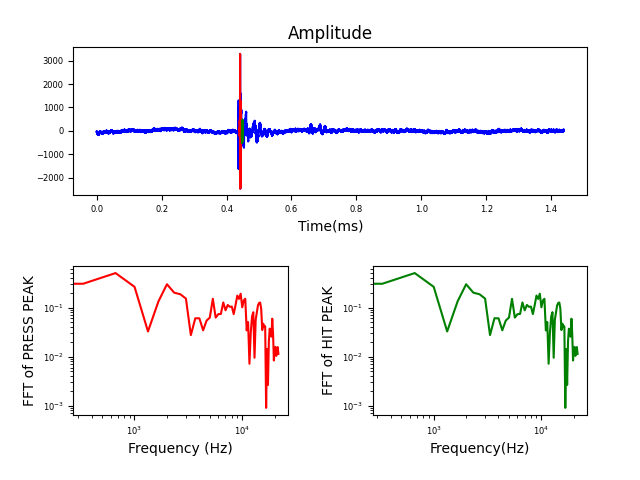 Amplitude
3000
2000
1000
0
−1000
−2000
0.0 0.2 0.4 0.6 0.8 1.0 1.2 1.4
Time(ms)
FFT of PRESS PEAK
10⁻¹
10⁻²
10⁻³
10³ 10⁴
Frequency (Hz)
FFT of HIT PEAK
10⁻¹
10⁻²
10⁻³
10³ 10⁴
Frequency(Hz)